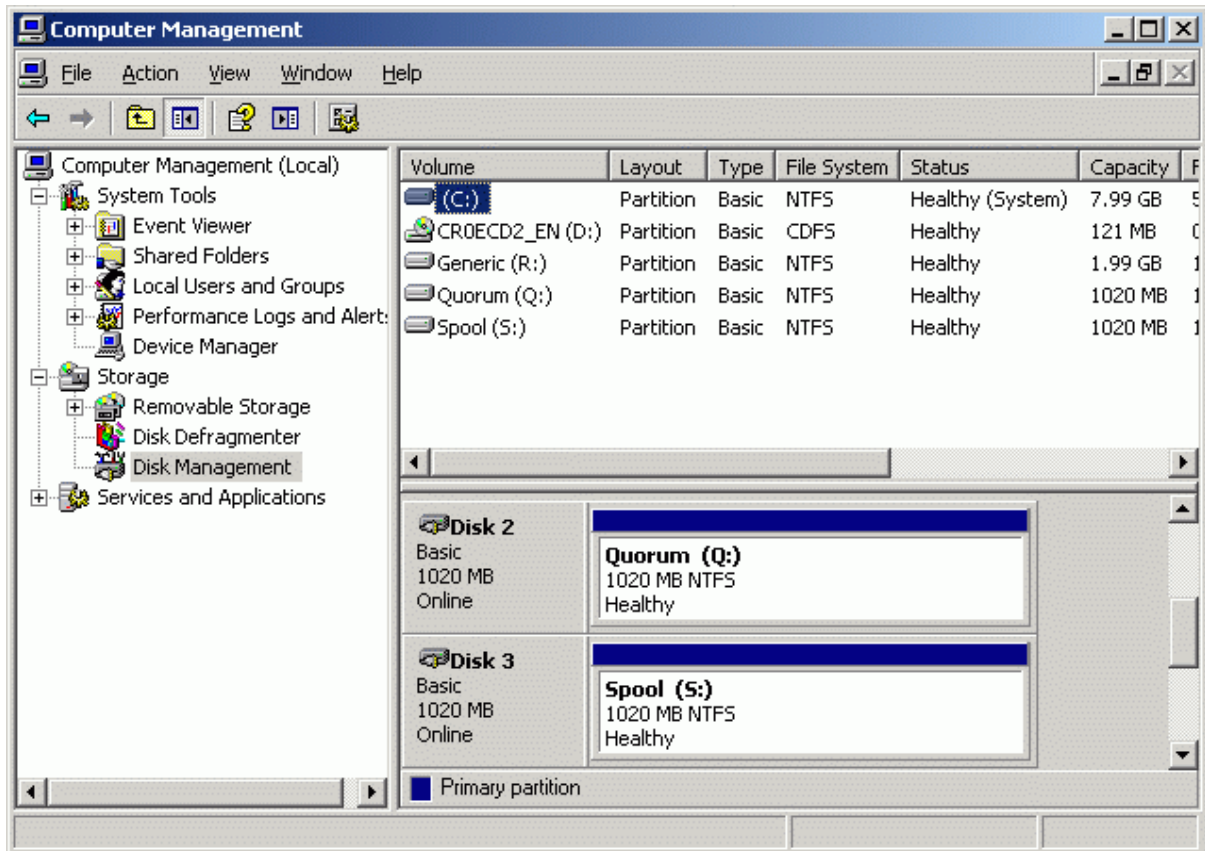 Computer Management
File Action View Window Help
Computer Management (Local)
System Tools
Event Viewer
Shared Folders
Local Users and Groups
Performance Logs and Alert
Device Manager
Storage
Removable Storage
Disk Defragmenter
Disk Management
Services and Applications
Volume Layout Type File System Status Capacity F
(C:) Partition Basic NTFS Healthy (System) 7.99 GB 5
CR0ECD2_EN (D:) Partition Basic CDFS Healthy 121 MB 0
Generic (R:) Partition Basic NTFS Healthy 1.99 GB 1
Quorum (Q:) Partition Basic NTFS Healthy 1020 MB 1
Spool (S:) Partition Basic NTFS Healthy 1020 MB 1
Disk 2
Basic
1020 MB
Online
Quorum (Q:)
1020 MB NTFS
Healthy
Disk 3
Basic
1020 MB
Online
Spool (S:)
1020 MB NTFS
Healthy
Primary partition